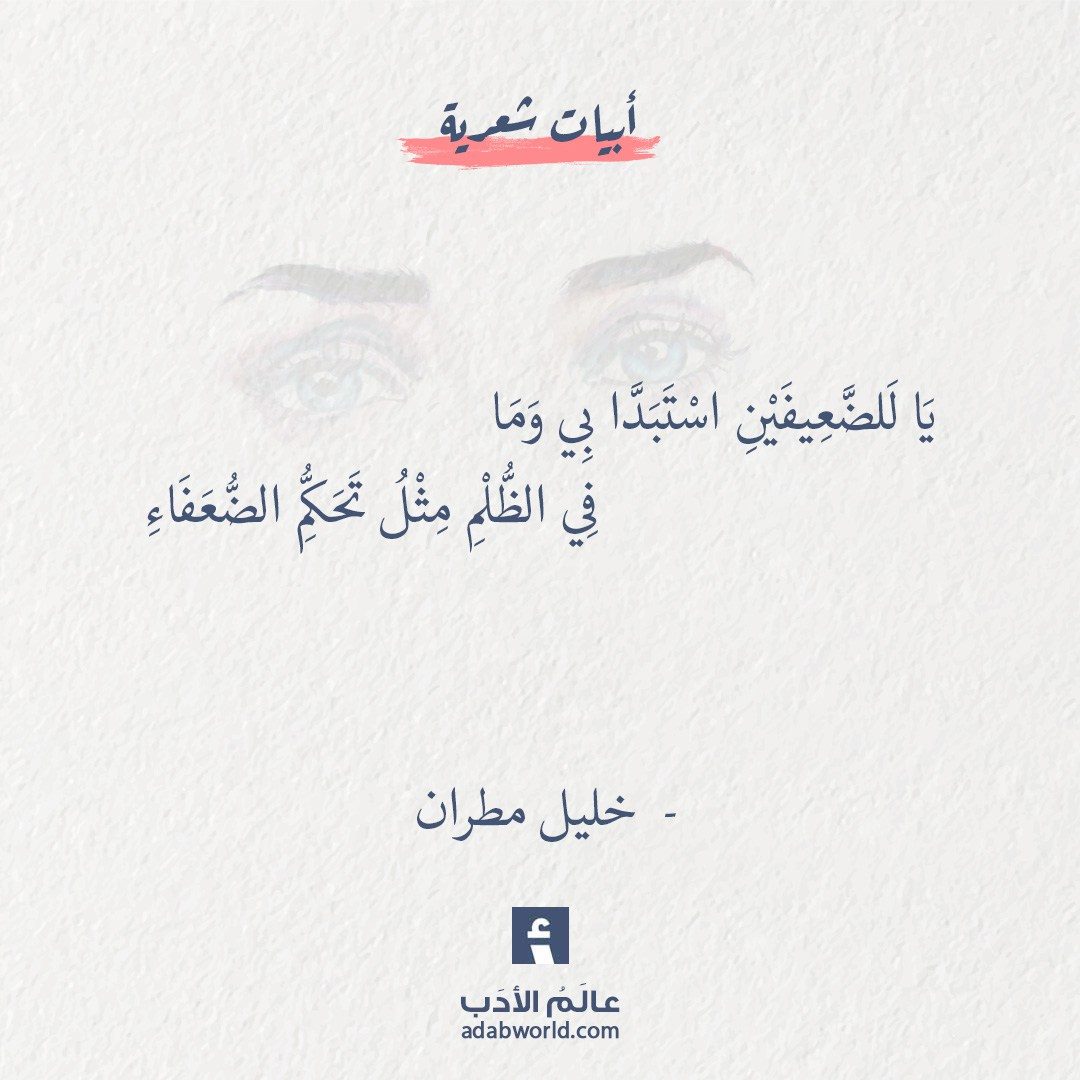 أبيات شعرية
يَا لَلضَّعِيفَيْنِ اسْتَبَدَّا بِي وَمَا
فِي الظُّلْمِ مِثْلُ تَحَكُّمِ الضُّعَفَاءِ
- خليل مطران
أ
عالَمُ الأدَب
adabworld.com